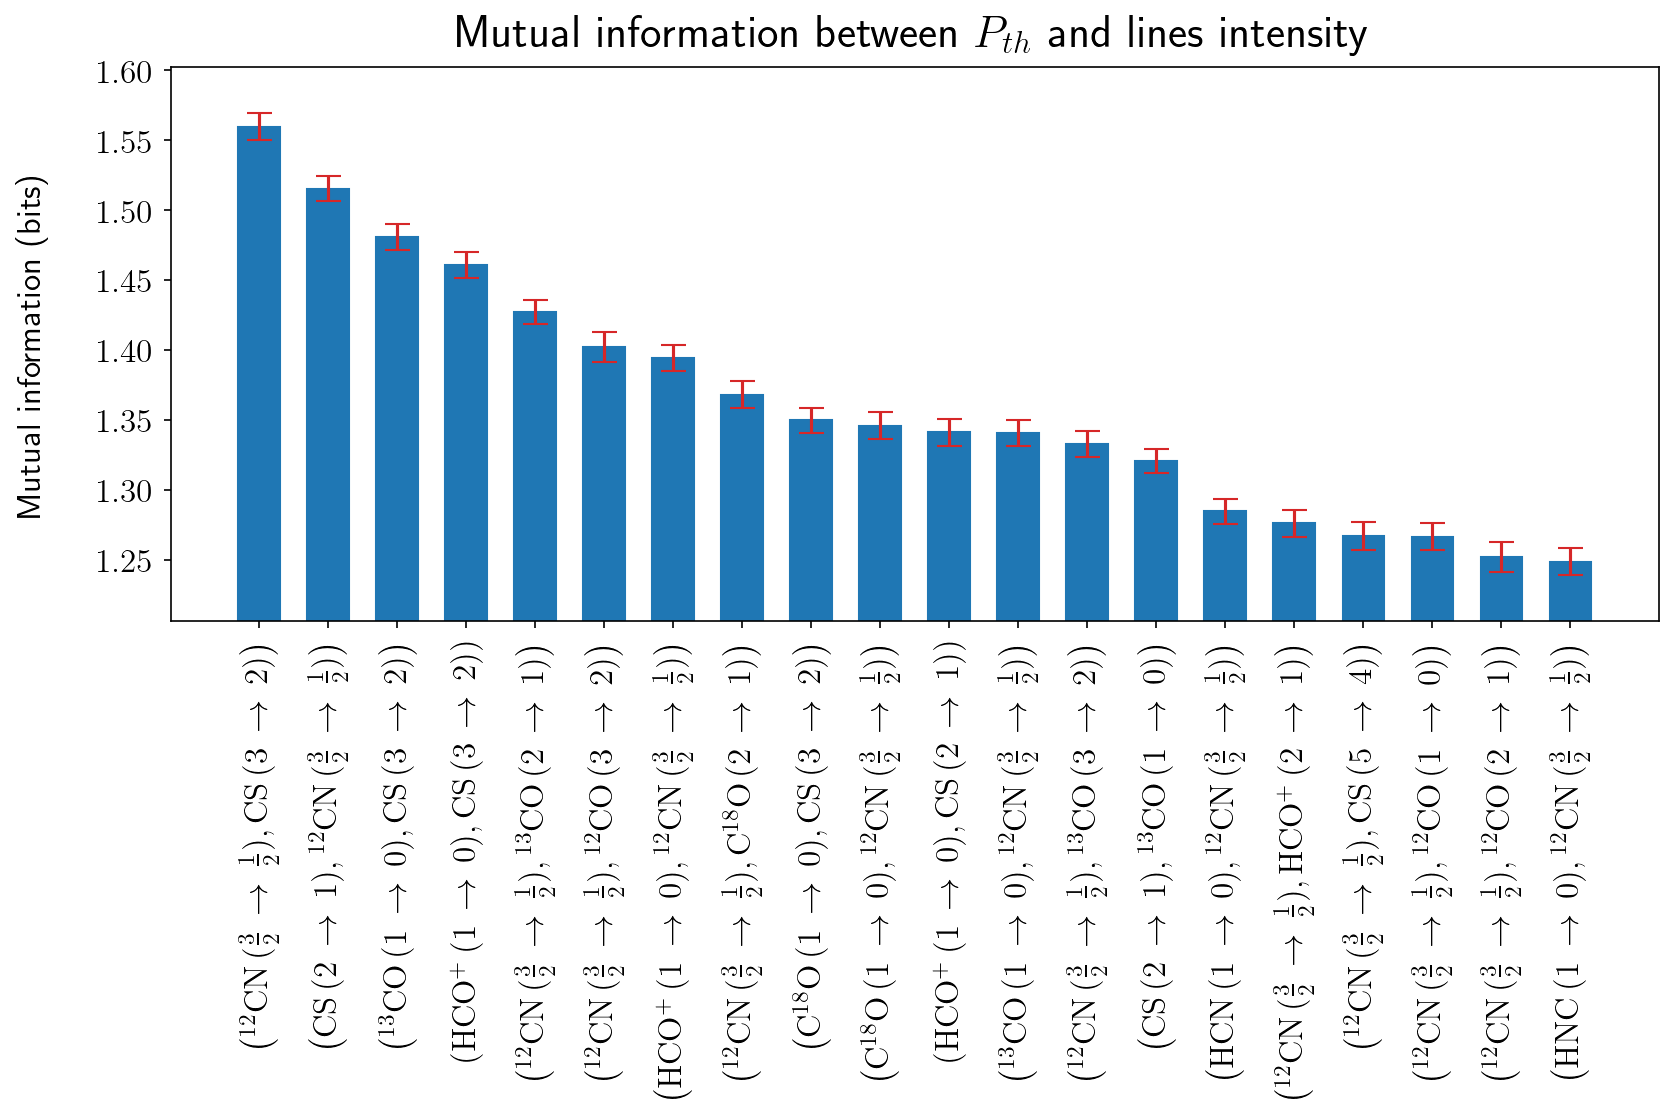 Mutual information between P_th and lines intensity
Mutual information (bits)
1.60
1.55
1.50
1.45
1.40
1.35
1.30
1.25
(¹²CN (3/2 → 1/2), CS (3 → 2))
(CS (2 → 1), ¹²CN (3/2 → 1/2))
(¹³CO (1 → 0), CS (3 → 2))
(HCO⁺ (1 → 0), CS (3 → 2))
(¹²CN (3/2 → 1/2), ¹³CO (2 → 1))
(¹²CN (3/2 → 1/2), ¹²CO (3 → 2))
(HCO⁺ (1 → 0), ¹²CN (3/2 → 1/2))
(¹²CN (3/2 → 1/2), C¹⁸O (2 → 1))
(C¹⁸O (1 → 0), CS (3 → 2))
(C¹⁸O (1 → 0), ¹²CN (3/2 → 1/2))
(HCO⁺ (1 → 0), CS (2 → 1))
(¹³CO (1 → 0), ¹²CN (3/2 → 1/2))
(¹²CN (3/2 → 1/2), ¹³CO (3 → 2))
(CS (2 → 1), ¹³CO (1 → 0))
(HCN (1 → 0), ¹²CN (3/2 → 1/2))
(¹²CN (3/2 → 1/2), HCO⁺ (2 → 1))
(¹²CN (3/2 → 1/2), CS (5 → 4))
(¹²CN (3/2 → 1/2), ¹²CO (1 → 0))
(¹²CN (3/2 → 1/2), ¹²CO (2 → 1))
(HNC (1 → 0), ¹²CN (3/2 → 1/2))